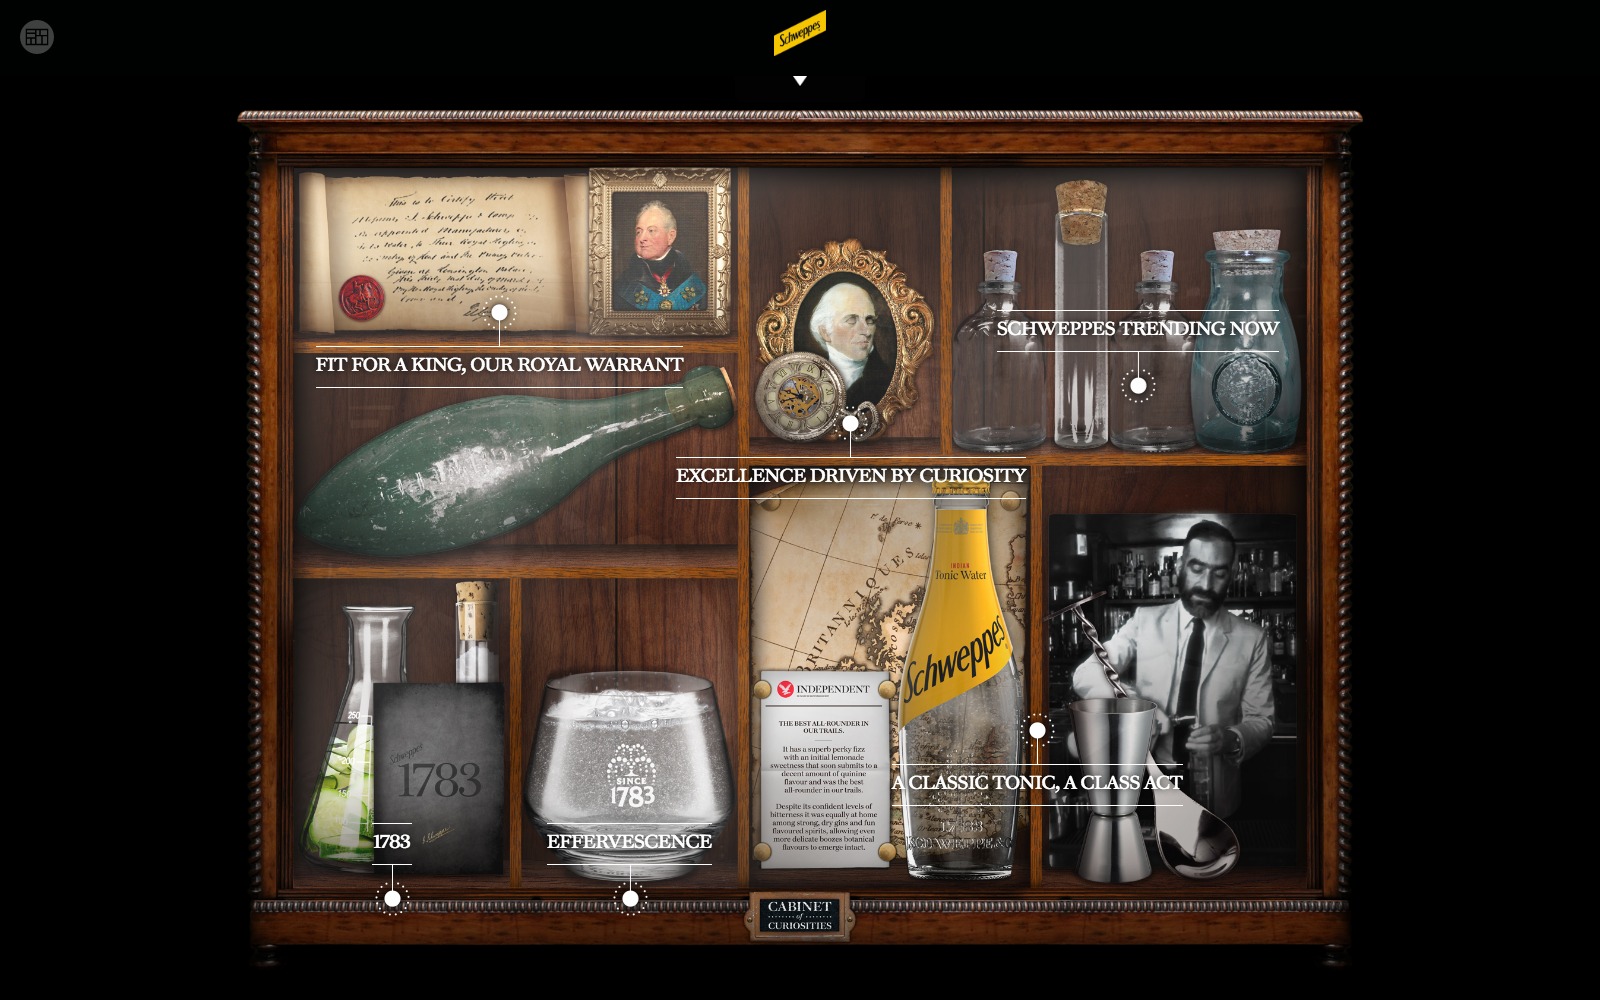 Schweppes
This is to Certify that
FIT FOR A KING, OUR ROYAL WARRANT
SCHWEPPES TRENDING NOW
EXCELLENCE DRIVEN BY CURIOSITY
INDIAN
Tonic Water
Schweppes
INDEPENDENT
THE BEST ALL-ROUNDER IN
OUR TRAILS.
It has a superb perky fizz
with an initial lemonade
sweetness that soon submits to a
decent amount of quinine
flavour and was the best
all-rounder in our trails.
Despite its confident levels of
bitterness it was equally at home
among strong, dry gins and fun
flavoured spirits, allowing even
more delicate boozes botanical
flavours to emerge intact.
A CLASSIC TONIC, A CLASS ACT
250
Schweppes
1783
SINCE
1783
1783
EFFERVESCENCE
CABINET
of
CURIOSITIES